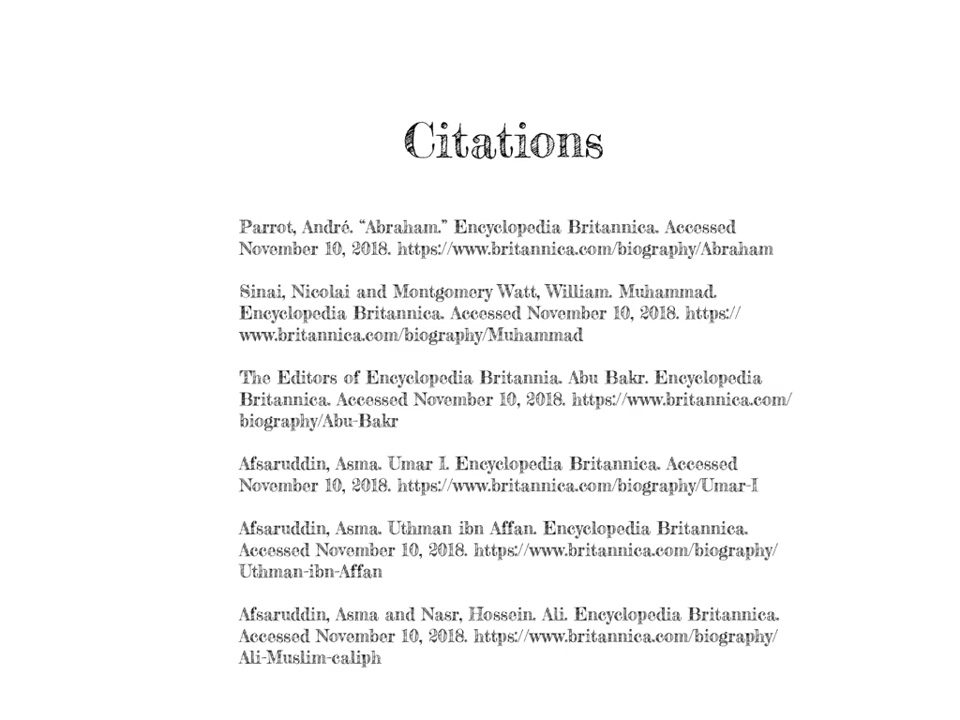 Citations
Parrot, André. “Abraham.” Encyclopedia Britannica. Accessed
November 10, 2018. https://www.britannica.com/biography/Abraham
Sinai, Nicolai and Montgomery Watt, William. Muhammad.
Encyclopedia Britannica. Accessed November 10, 2018. https://
www.britannica.com/biography/Muhammad
The Editors of Encyclopedia Britannia. Abu Bakr. Encyclopedia
Britannica. Accessed November 10, 2018. https://www.britannica.com/
biography/Abu-Bakr
Afsaruddin, Asma. Umar I. Encyclopedia Britannica. Accessed
November 10, 2018. https://www.britannica.com/biography/Umar-I
Afsaruddin, Asma. Uthman ibn Affan. Encyclopedia Britannica.
Accessed November 10, 2018. https://www.britannica.com/biography/
Uthman-ibn-Affan
Afsaruddin, Asma and Nasr, Hossein. Ali. Encyclopedia Britannica.
Accessed November 10, 2018. https://www.britannica.com/biography/
Ali-Muslim-caliph